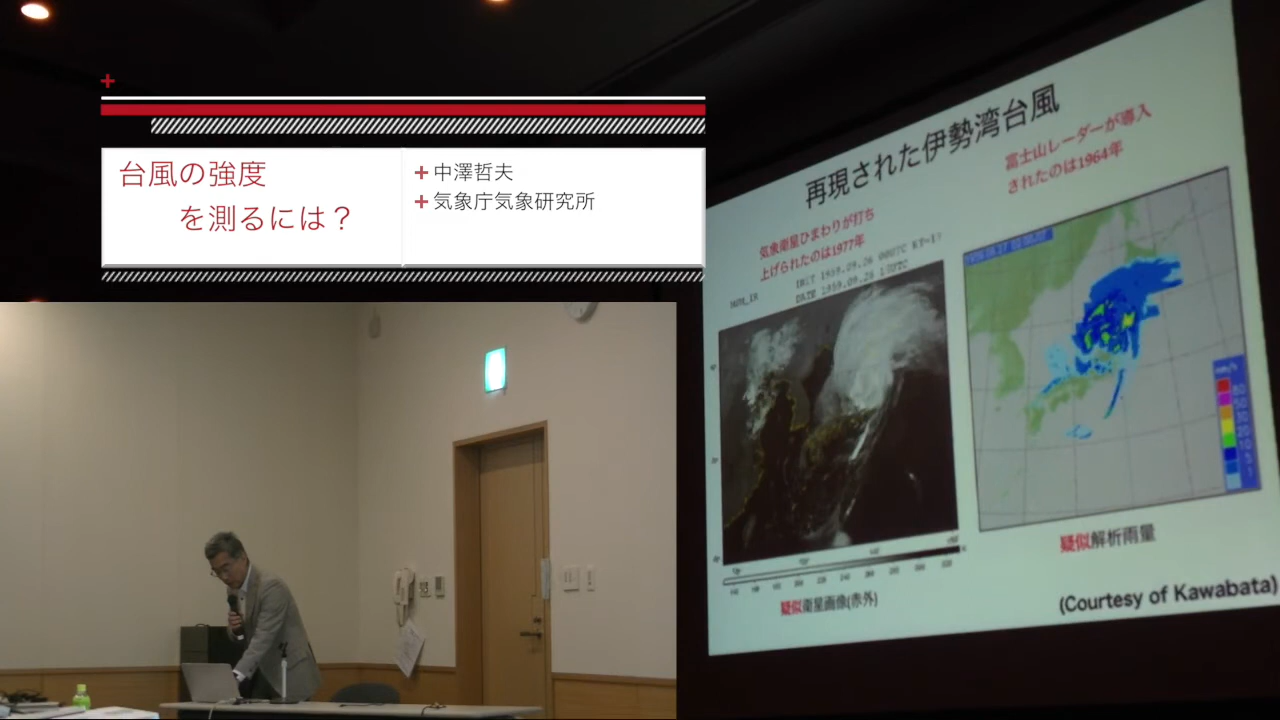 台風の強度
を測るには？
中澤哲夫
気象庁気象研究所
再現された伊勢湾台風
富士山レーダーが導入
されたのは1964年
気象衛星ひまわりが打ち
上げられたのは1977年
疑似解析雨量
疑似衛星画像(赤外)
(Courtesy of Kawabata)